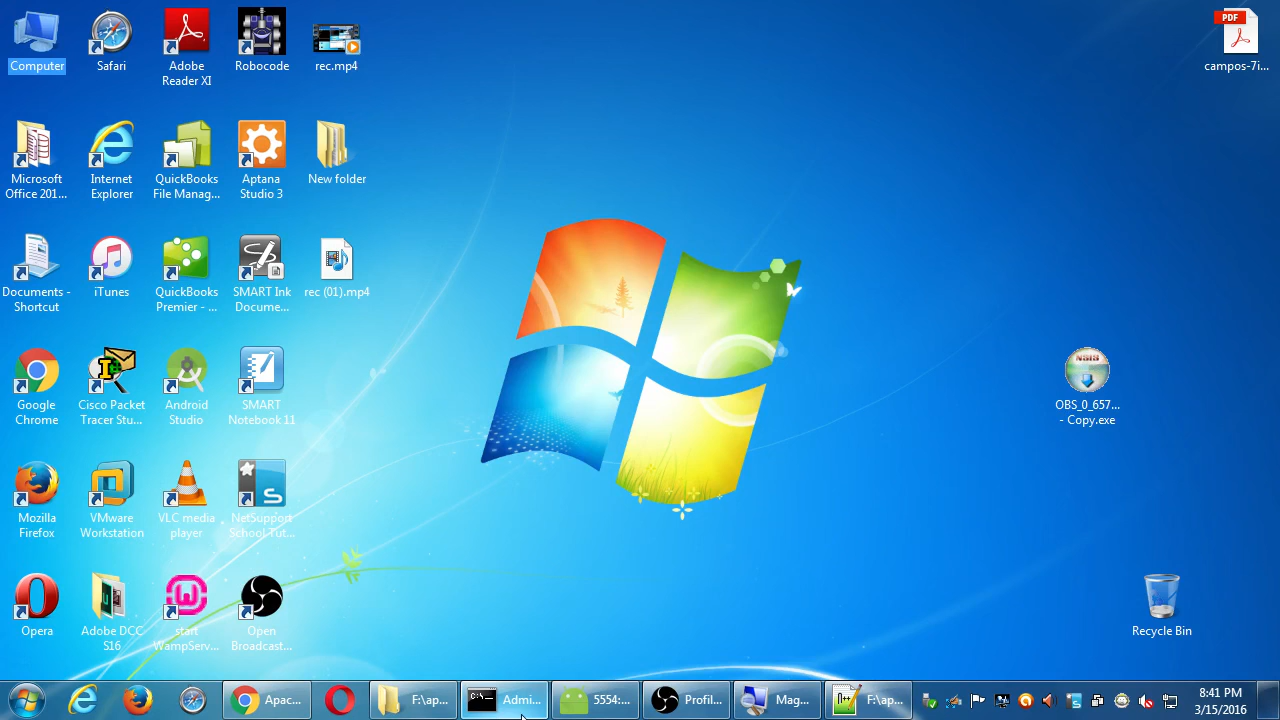 Computer
Safari
Adobe
Reader XI
Robocode
rec.mp4
PDF
campos-7i...
Microsoft
Office 201...
Internet
Explorer
QuickBooks
File Manag...
Aptana
Studio 3
New folder
Documents -
Shortcut
iTunes
QuickBooks
Premier - ...
SMART Ink
Docume...
rec (01).mp4
Google
Chrome
Cisco Packet
Tracer Stu...
Android
Studio
SMART
Notebook 11
NSIS
OBS_0_657...
- Copy.exe
Mozilla
Firefox
VMware
Workstation
VLC media
player
NetSupport
School Tut...
Opera
Adobe DCC
S16
start
WampServ...
Open
Broadcast...
Recycle Bin
Apac...
F:\ap...
C:\
Admi...
5554:...
Profil...
Mag...
F:\ap...
8:41 PM
3/15/2016